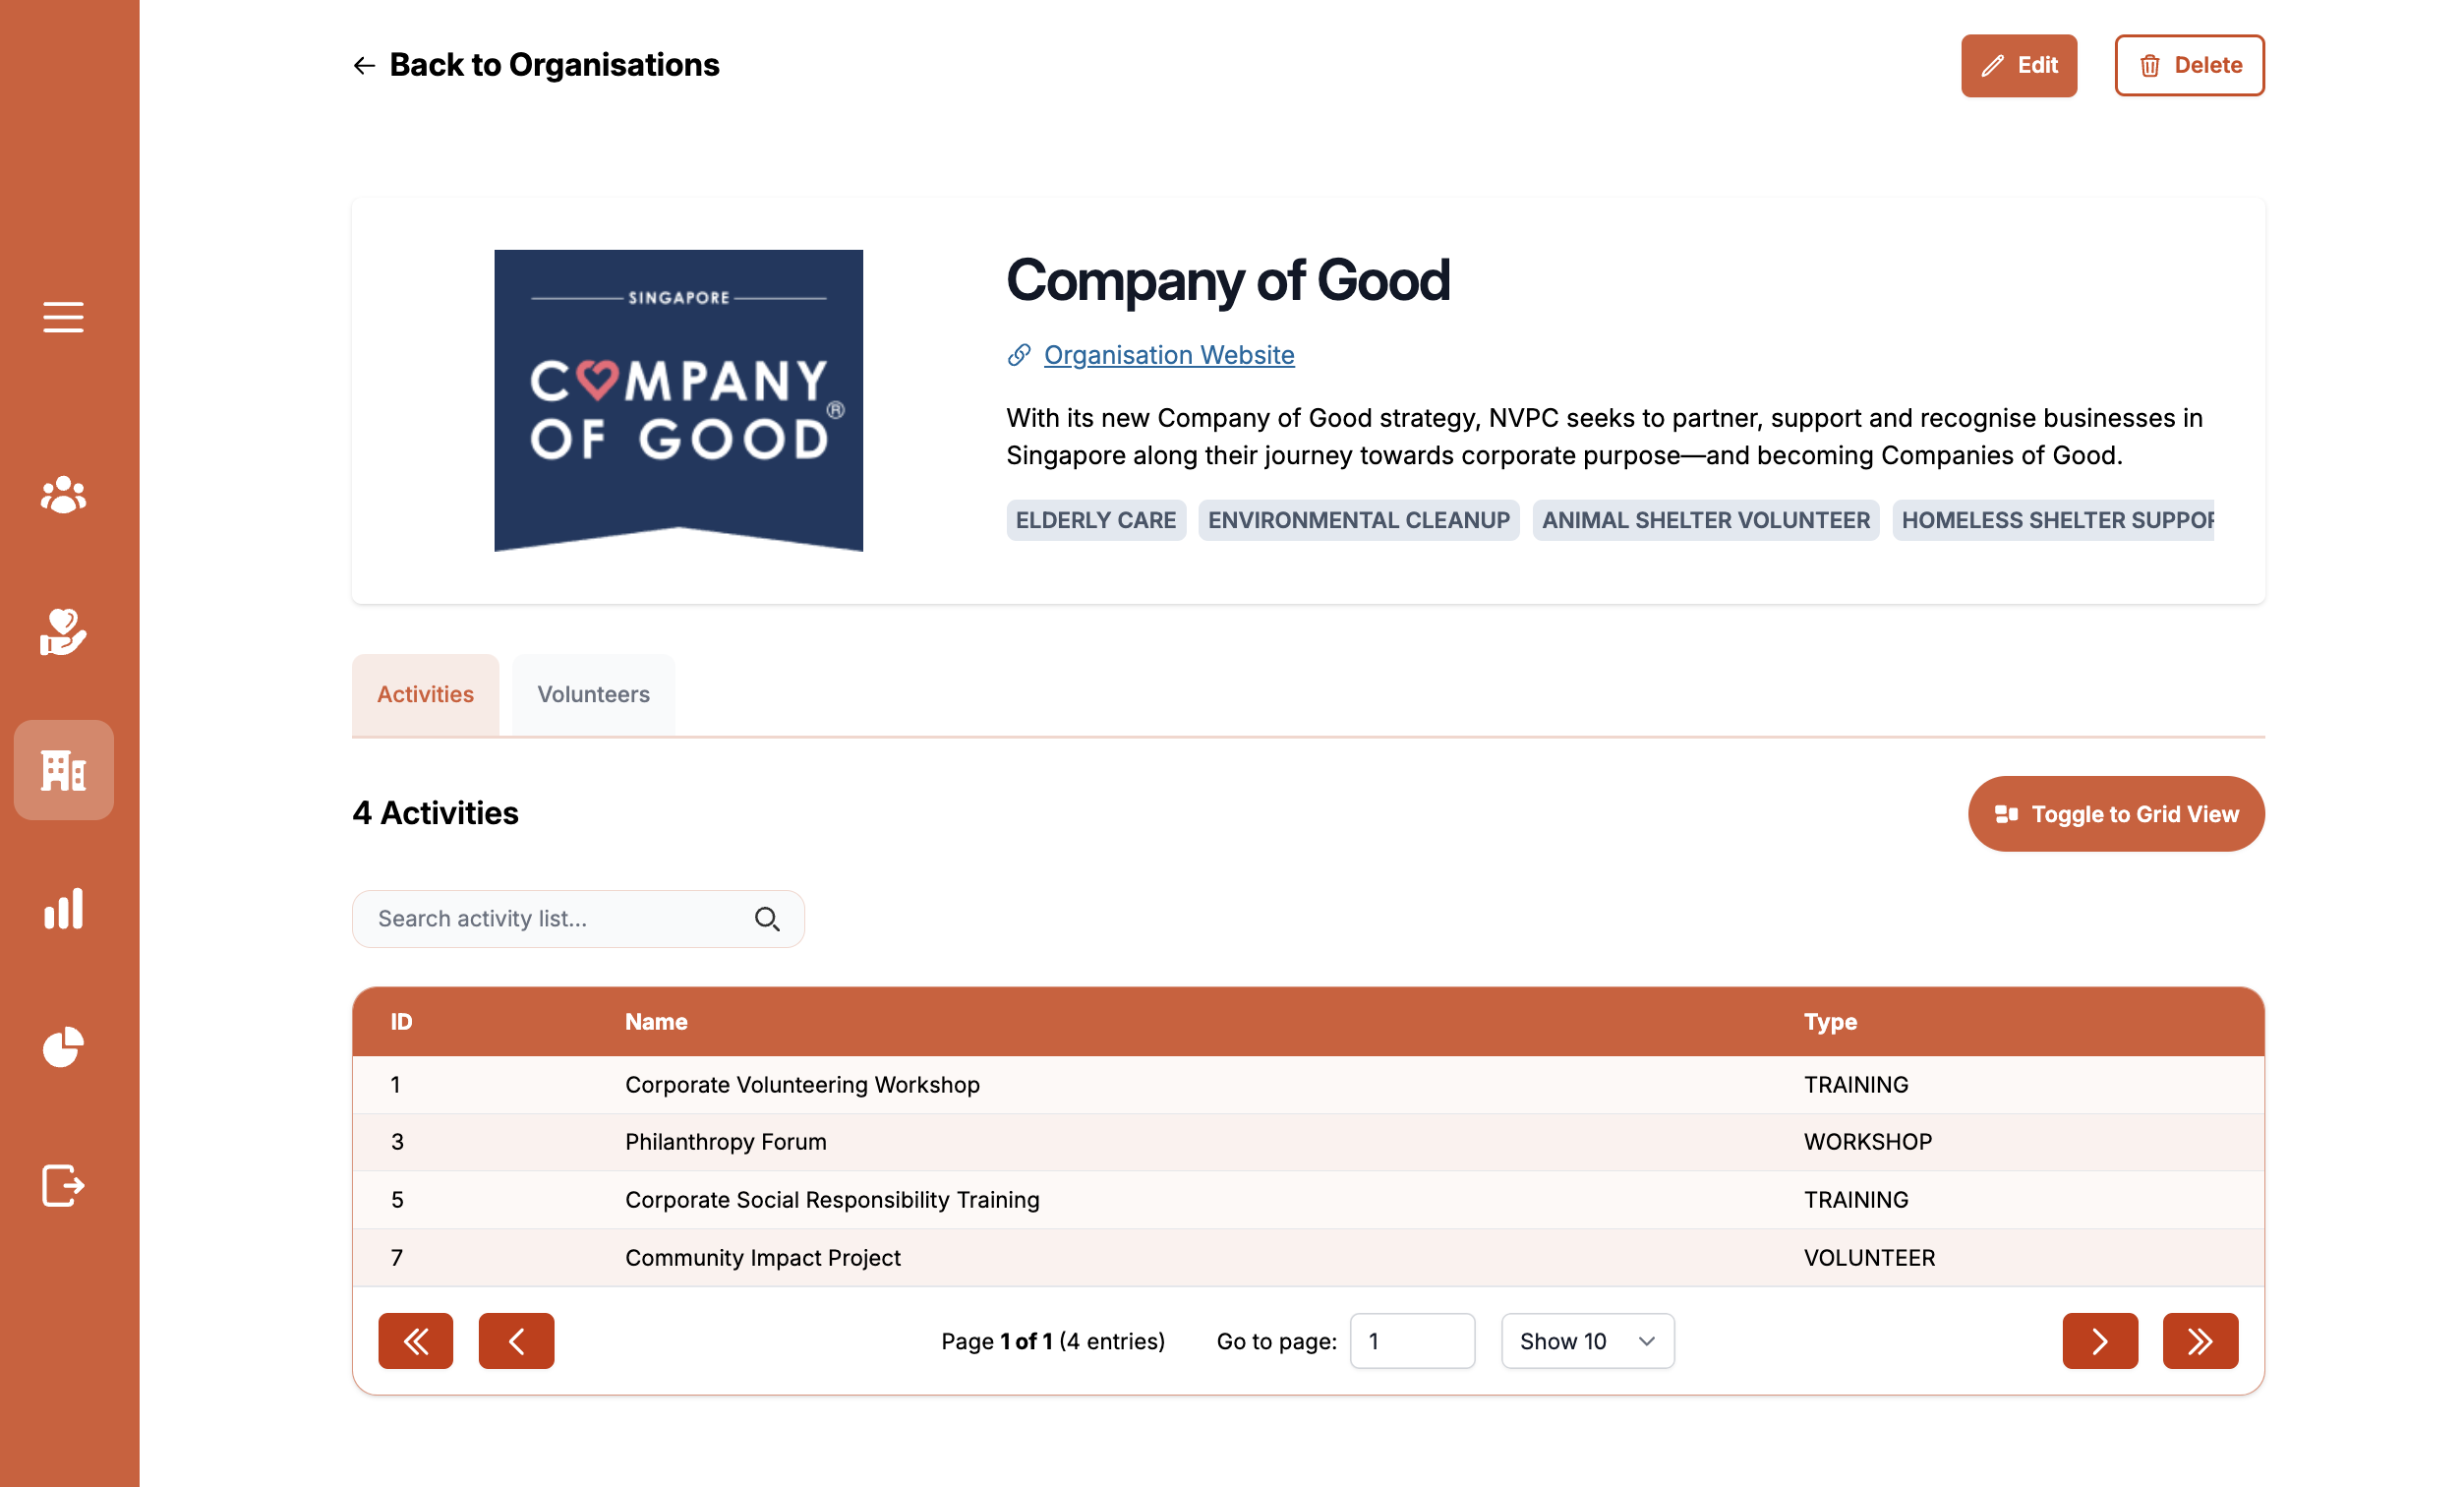 Back to Organisations
Edit
Delete
SINGAPORE
COMPANY
OF GOOD®
Company of Good
Organisation Website
With its new Company of Good strategy, NVPC seeks to partner, support and recognise businesses in
Singapore along their journey towards corporate purpose—and becoming Companies of Good.
ELDERLY CARE ENVIRONMENTAL CLEANUP ANIMAL SHELTER VOLUNTEER HOMELESS SHELTER
Activities Volunteers
4 Activities
Toggle to Grid View
Search activity list...
ID Name Type
1 Corporate Volunteering Workshop TRAINING
3 Philanthropy Forum WORKSHOP
5 Corporate Social Responsibility Training TRAINING
7 Community Impact Project VOLUNTEER
Page 1 of 1 (4 entries) Go to page: 1 Show 10